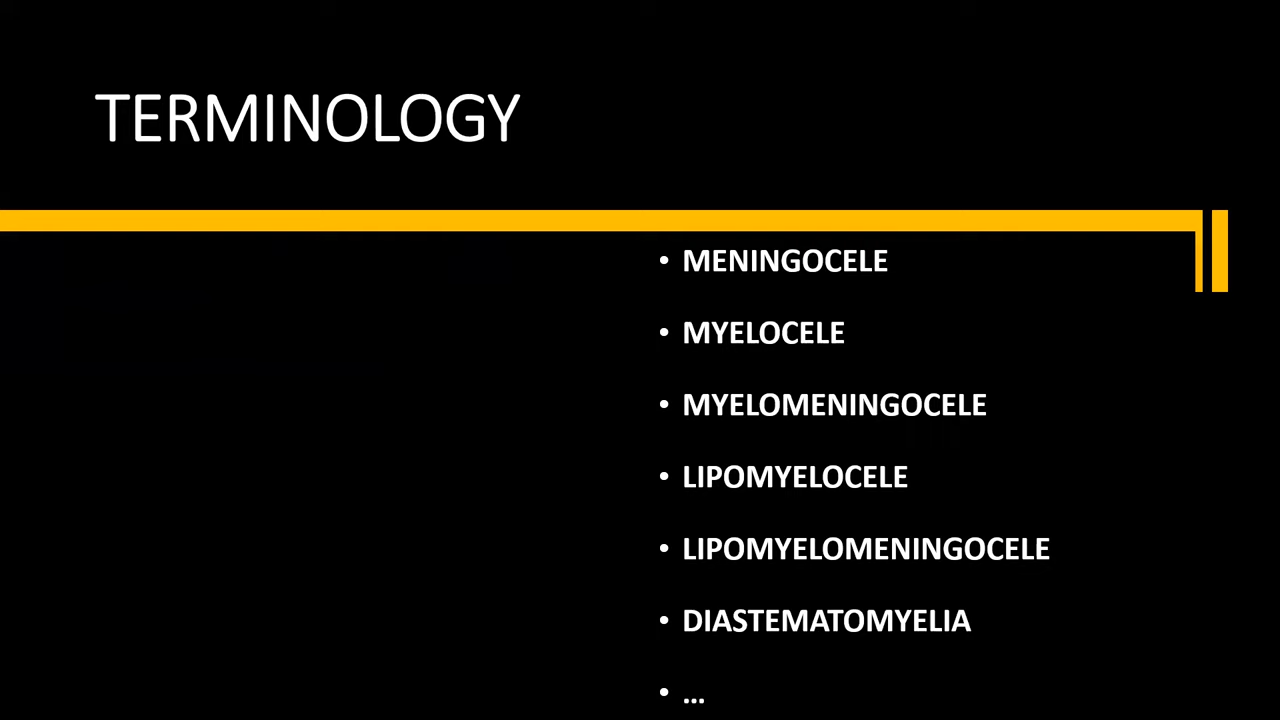 TERMINOLOGY
• MENINGOCELE
• MYELOCELE
• MYELOMENINGOCELE
• LIPOMYELOCELE
• LIPOMYELOMENINGOCELE
• DIASTEMATOMYELIA
• ...